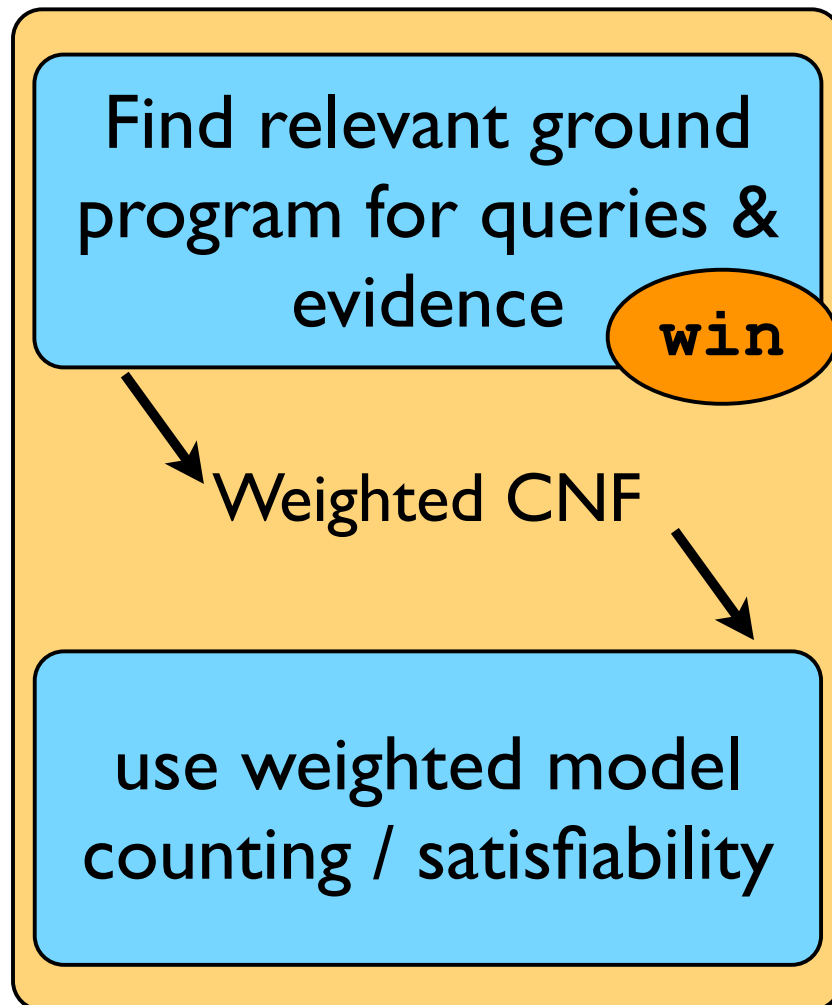 Find relevant ground
program for queries &
evidence
win
Weighted CNF
use weighted model
counting / satisfiability